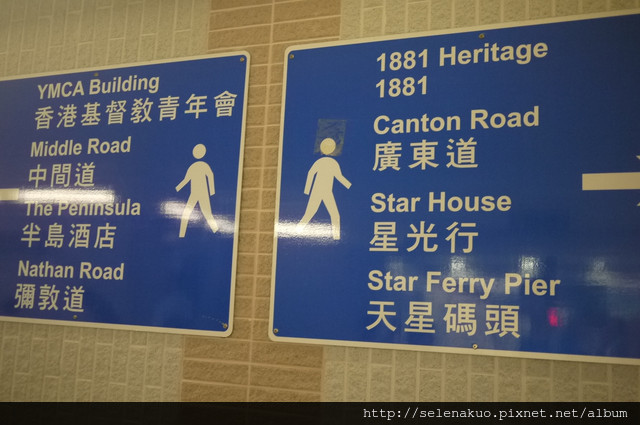 YMCA Building
香港基督教青年會
Middle Road
中間道
The Peninsula
半島酒店
Nathan Road
彌敦道
1881 Heritage
1881
Canton Road
廣東道
Star House
星光行
Star Ferry Pier
天星碼頭
http://selenakuo.pixnet.net/album